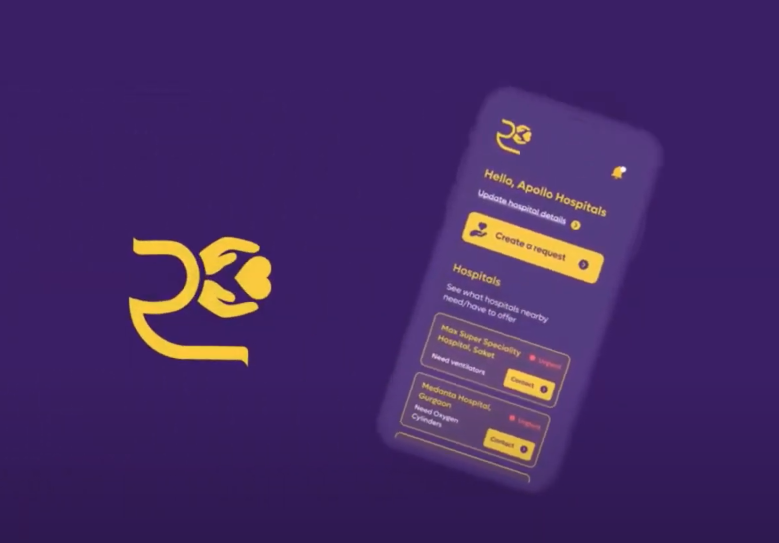 Hello, Apollo Hospitals
Update hospital details
Create a request
Hospitals
See what hospitals nearby
need/have to offer
Max Super Speciality
Hospital, Saket
Urgent
Need ventilators
Contact
Medanta Hospital,
Gurgaon
Urgent
Need Oxygen
Cylinders
Contact